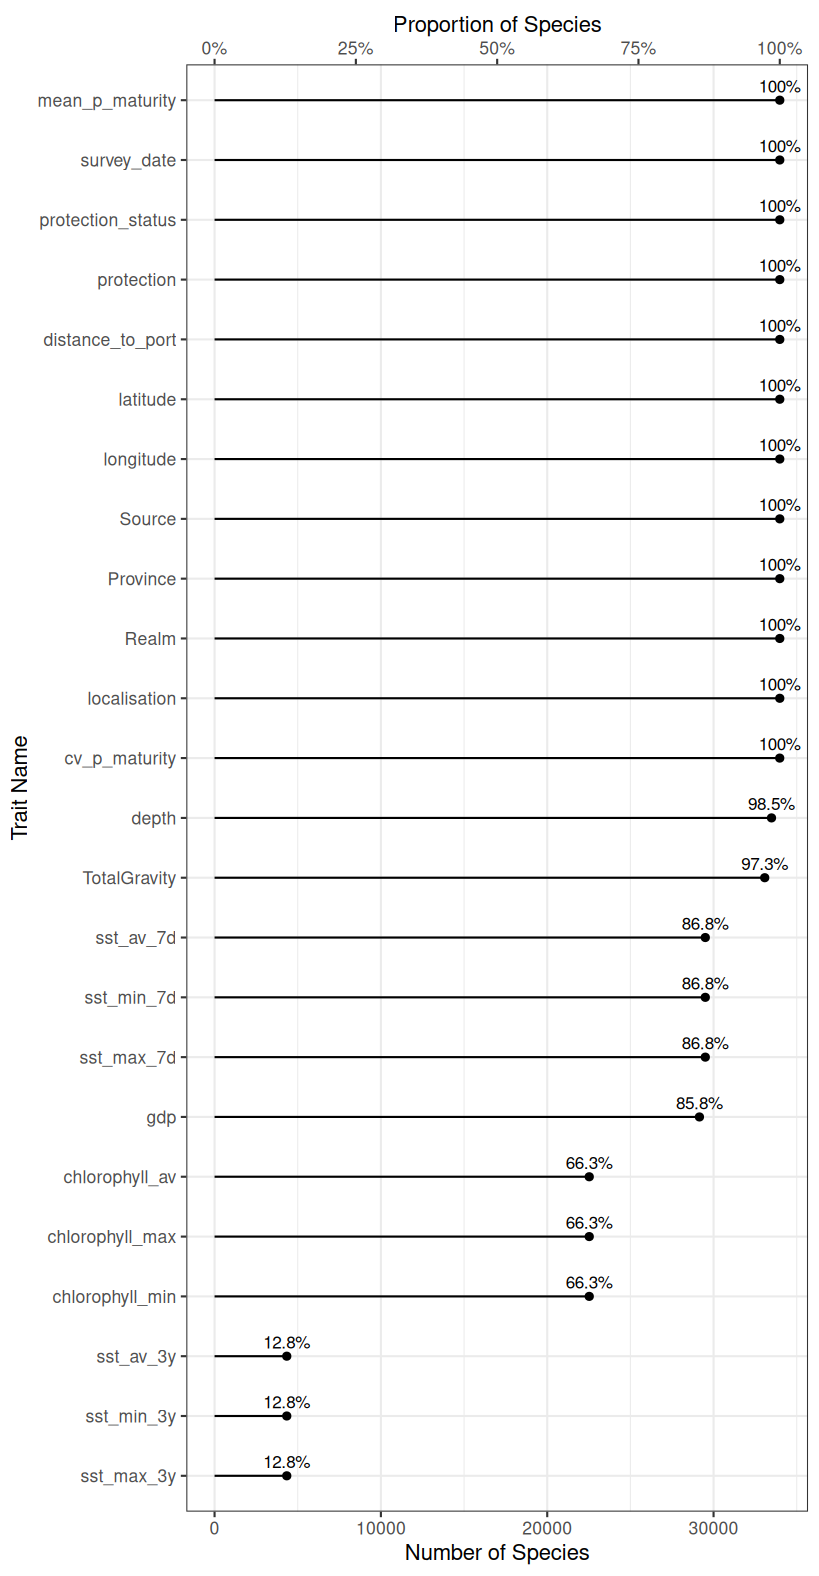 Proportion of Species
0% 25% 50% 75% 100%
mean_p_maturity 100%
survey_date 100%
protection_status 100%
protection 100%
distance_to_port 100%
latitude 100%
longitude 100%
Source 100%
Province 100%
Realm 100%
localisation 100%
cv_p_maturity 100%
depth 98.5%
TotalGravity 97.3%
sst_av_7d 86.8%
sst_min_7d 86.8%
sst_max_7d 86.8%
gdp 85.8%
chlorophyll_av 66.3%
chlorophyll_max 66.3%
chlorophyll_min 66.3%
sst_av_3y 12.8%
sst_min_3y 12.8%
sst_max_3y 12.8%
0 10000 20000 30000
Number of Species
Trait Name